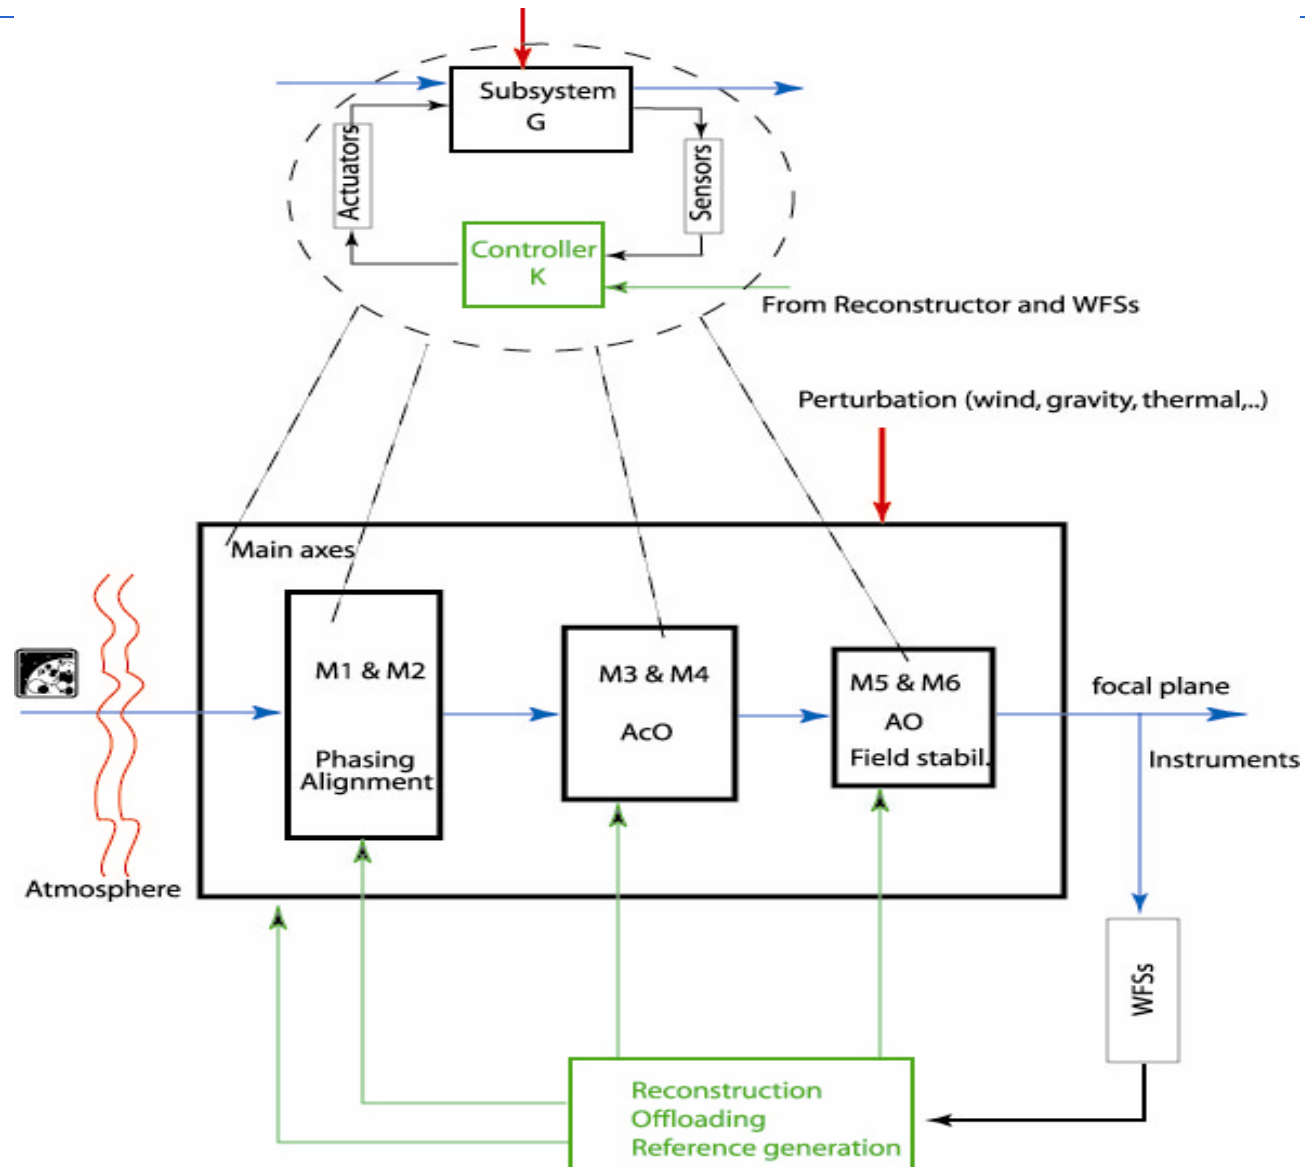 Subsystem
G
Actuators
Sensors
Controller
K
From Reconstructor and WFSs
Perturbation (wind, gravity, thermal,..)
Main axes
M1 & M2
Phasing
Alignment
M3 & M4
AcO
M5 & M6
AO
Field stabil.
focal plane
Instruments
Atmosphere
WFSs
Reconstruction
Offloading
Reference generation